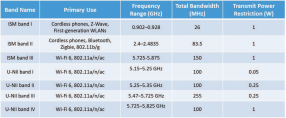 Band Name Primary Use Frequency Range (GHz) Total Bandwidth (MHz) Transmit Power Restriction (W)
ISM band I Cordless phones, Z-Wave, First-generation WLANs 0.902–0.928 26 1
ISM band II Cordless phones, Bluetooth, Zigbie, 802.11b/g 2.4–2.4835 83.5 1
ISM band III Wi-Fi 6, 802.11a/n/ac 5.725-5.875 150 1
U-NII band I Wi-Fi 6, 802.11a/n/ac 5.15–5.25 GHz 100 0.05
U-NII band II Wi-Fi 6, 802.11a/n/ac 5.25–5.35 GHz 100 0.25
U-NII band III Wi-Fi 6, 802.11a/n/ac 5.47–5.725 GHz 255 0.25
U-NII band IV Wi-Fi 6, 802.11a/n/ac 5.725–5.825 GHz 100 1